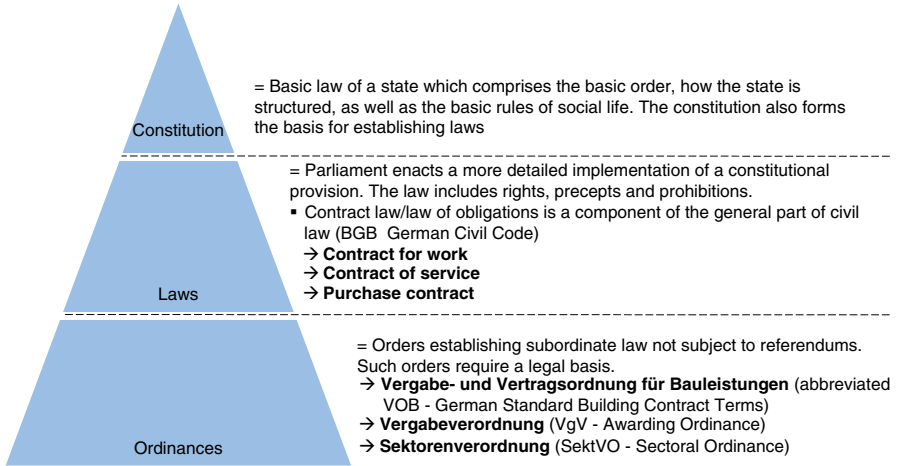 = Basic law of a state which comprises the basic order, how the state is
structured, as well as the basic rules of social life. The constitution also forms
the basis for establishing laws
Constitution
= Parliament enacts a more detailed implementation of a constitutional
provision. The law includes rights, precepts and prohibitions.
▪ Contract law/law of obligations is a component of the general part of civil
law (BGB German Civil Code)
→ Contract for work
→ Contract of service
→ Purchase contract
Laws
= Orders establishing subordinate law not subject to referendums.
Such orders require a legal basis.
→ Vergabe- und Vertragsordnung für Bauleistungen (abbreviated
VOB - German Standard Building Contract Terms)
→ Vergabeverordnung (VgV - Awarding Ordinance)
→ Sektorenverordnung (SektVO - Sectoral Ordinance)
Ordinances